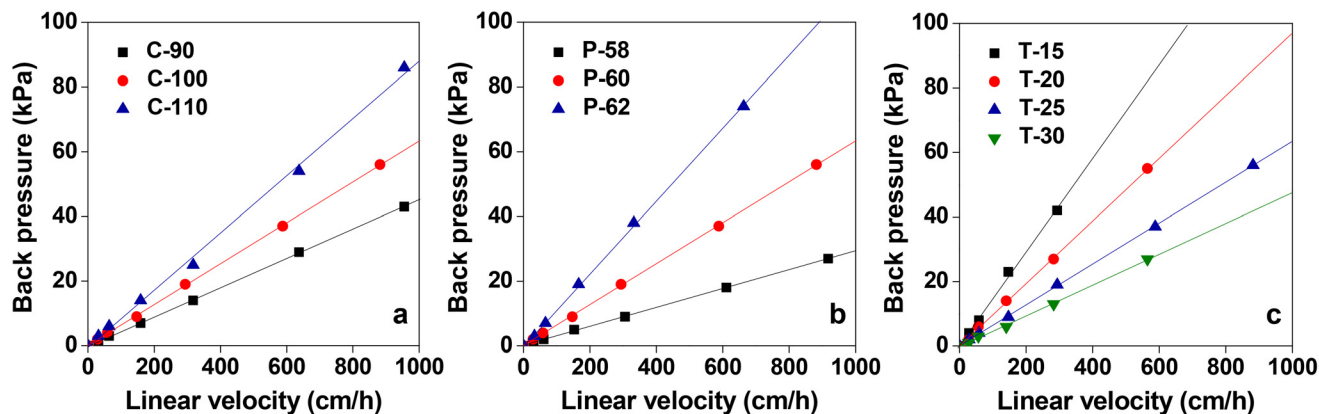 Back pressure (kPa)
100
80
60
40
20
0
C-90
C-100
C-110
a
0 200 400 600 800 1000
Linear velocity (cm/h)
Back pressure (kPa)
100
80
60
40
20
0
P-58
P-60
P-62
b
0 200 400 600 800 1000
Linear velocity (cm/h)
Back pressure (kPa)
100
80
60
40
20
0
T-15
T-20
T-25
T-30
c
0 200 400 600 800 1000
Linear velocity (cm/h)